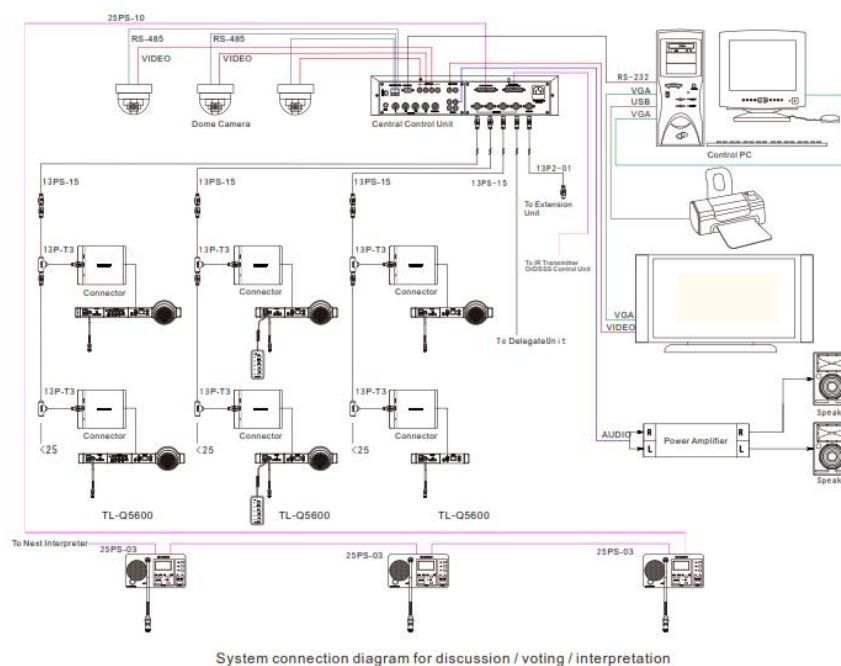 25PS-10
RS-485
RS-485
VIDEO
VIDEO
Dome Camera
Central Control Unit
RS-232
VGA
USB
VGA
Control PC
13PS-15
13PS-15
13PS-15
13PS-15
13P2-01
To Extension
Unit
To IR Transmitter
OrDSSS Control Unit
To DelegateUnit
13P-T3
13P-T3
13P-T3
Connector
Connector
Connector
VGA
VIDEO
13P-T3
13P-T3
13P-T3
Connector
Connector
Connector
<25
<25
<25
AUDIO
R
L
Power Amplifier
R
L
Speak
Speak
TL-Q5600
TL-Q5600
TL-Q5600
To Next Interpreter
25PS-03
25PS-03
25PS-03
System connection diagram for discussion / voting / interpretation